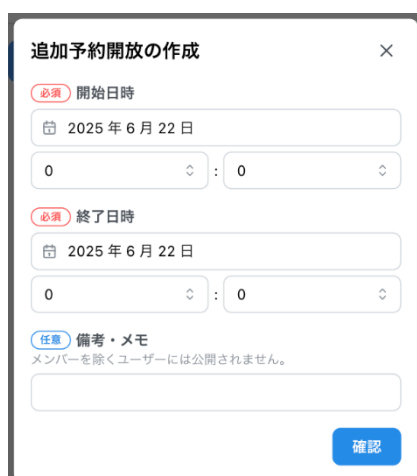 追加予約開放の作成
必須 開始日時
2025 年 6 月 22 日
0 : 0
必須 終了日時
2025 年 6 月 22 日
0 : 0
任意 備考・メモ
メンバーを除くユーザーには公開されません。
確認